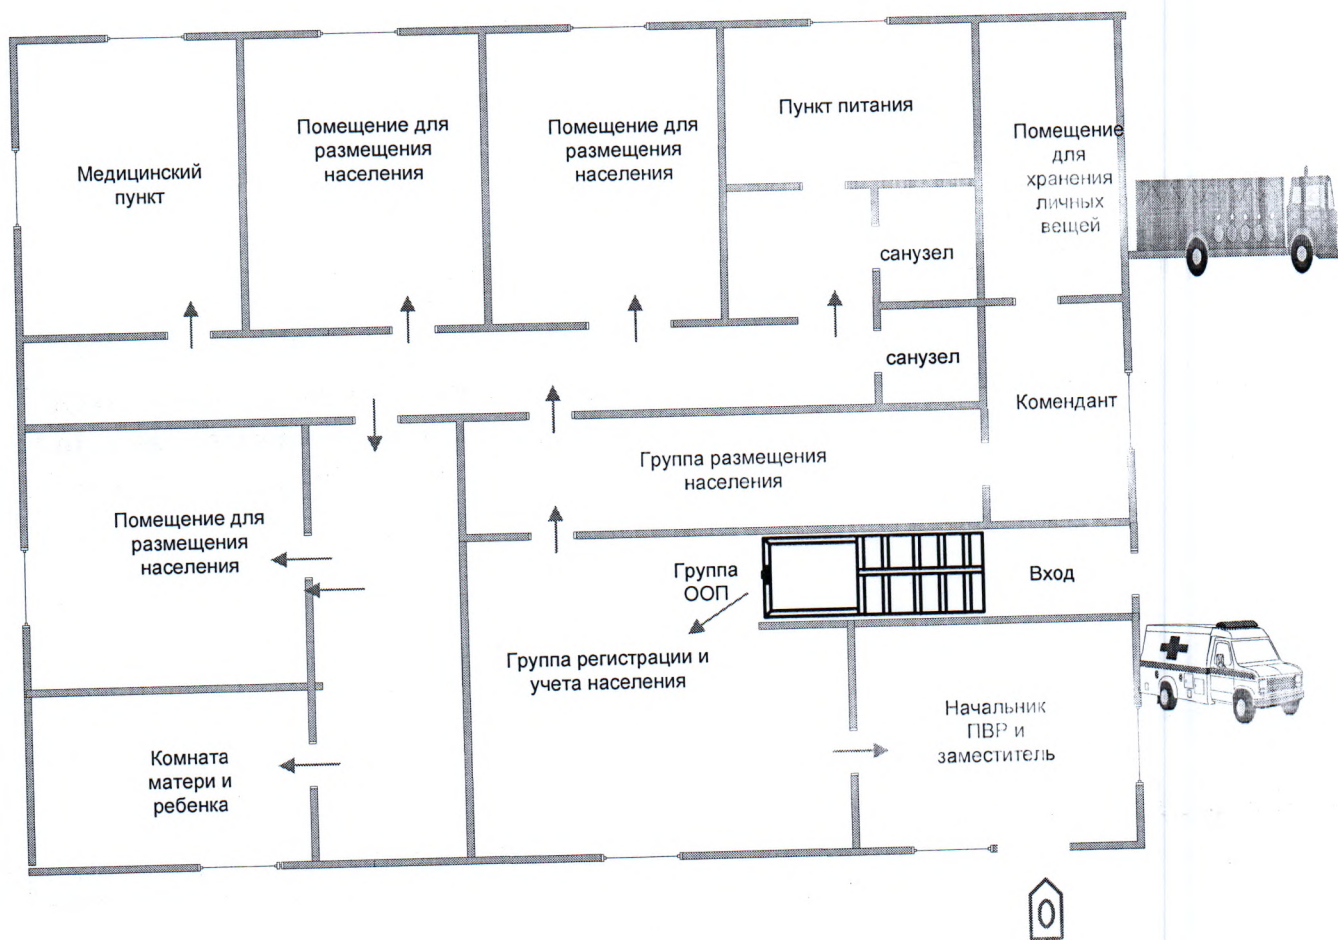 Медицинский
пункт
Помещение для
размещения
населения
Помещение для
размещения
населения
Пункт питания
Помещение
для
хранения
личных
вещей
санузел
санузел
Комендант
Группа размещения
населения
Помещение для
размещения
населения
Группа
ООП
Вход
Группа регистрации и
учета населения
Начальник
ПВР и
заместитель
Комната
матери и
ребенка